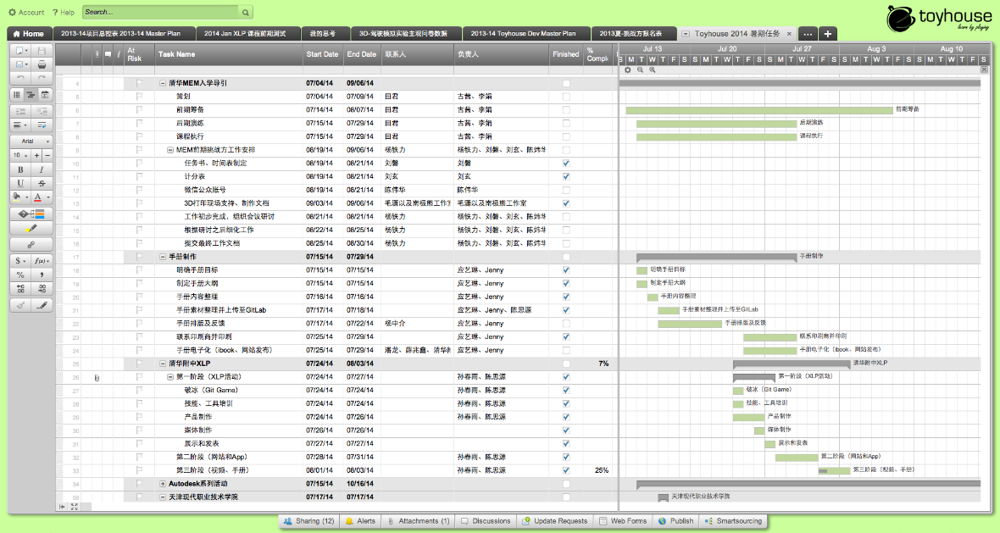 Account ? Help Search...
toyhouse
learn by playing
Home 2013-14项目总控表 2013-14 Master Plan 2014 Jan XLP 课程前期测试 我的思考 3D-驾驶模拟实验主观问卷数据 2013-14 Toyhouse Dev Master Plan 2013夏-挑战方报名表 Toyhouse 2014 暑期任务 × ... +
At Risk Task Name Start Date End Date 联系人 负责人 Finished % Compl
Jul 13 Jul 20 Jul 27 Aug 3 Aug 10
S M T W T F S S M T W T F S S M T W T F S S M T W T F S S M T W T F S
4 清华MEM入学导引 07/04/14 09/06/14
5 策划 07/04/14 07/09/14 田君 古茜、李娟
6 前期筹备 07/14/14 08/07/14 田君 古茜、李娟 前期筹备
7 后期演练 07/15/14 07/29/14 田君 古茜、李娟 后期演练
8 课程执行 07/15/14 07/29/14 田君 古茜、李娟 课程执行
9 MEM前期挑战方工作安排 08/19/14 09/06/14 杨铁力 杨铁力、刘磐、刘玄、陈炜华
10 任务书、时间表制定 08/19/14 08/21/14 刘磐 刘磐
11 计分表 08/19/14 08/21/14 刘玄 刘玄
12 微信公众账号 08/19/14 08/21/14 陈伟华 陈伟华
13 3D打印现场支持、制作文档 09/03/14 09/06/14 毛潇以及南极熊工作室 毛潇以及南极熊工作室
14 工作初步完成，组织会议研讨 08/21/14 08/21/14 杨铁力 杨铁力、刘磐、刘玄、陈炜华
15 根据研讨之后细化工作 08/22/14 08/25/14 杨铁力 杨铁力、刘磐、刘玄、陈炜华
16 提交最终工作文档 08/25/14 08/30/14 杨铁力 杨铁力、刘磐、刘玄、陈炜华
17 手册制作 07/15/14 07/29/14 手册制作
18 明确手册目标 07/15/14 07/15/14 应艺琳、Jenny 明确手册目标
19 制定手册大纲 07/15/14 07/15/14 应艺琳、Jenny 制定手册大纲
20 手册内容整理 07/16/14 07/16/14 应艺琳、Jenny 手册内容整理
21 手册素材整理并上传至GitLab 07/17/14 07/18/14 应艺琳、Jenny、陈思源 手册素材整理并上传至GitLab
22 手册排版及反馈 07/17/14 07/22/14 杨中介 应艺琳、Jenny 手册排版及反馈
23 联系印刷商并印刷 07/25/14 07/29/14 应艺琳、Jenny 联系印刷商并印刷
24 手册电子化（ibook、网站发布） 07/25/14 07/29/14 潘龙、薛兆鑫、清华附 应艺琳、Jenny 手册电子化（ibook、网站发布）
25 清华附中XLP 07/24/14 08/03/14 7% 清华附中XLP
26 第一阶段（XLP活动） 07/24/14 07/27/14 孙春雨、陈思源 第一阶段（XLP活动）
27 破冰（Git Game） 07/24/14 07/24/14 孙春雨、陈思源 破冰（Git Game）
28 技能、工具培训 07/24/14 07/24/14 孙春雨、陈思源 技能、工具培训
29 产品制作 07/24/14 07/26/14 孙春雨、陈思源 产品制作
30 媒体制作 07/26/14 07/26/14 媒体制作
31 展示和发表 07/27/14 07/27/14 展示和发表
32 第二阶段（网站和App） 07/28/14 07/31/14 孙春雨、陈思源 第二阶段（网站和App）
33 第三阶段（视频、手册） 08/01/14 08/03/14 孙春雨、陈思源 25% 第三阶段（视频、手册）
34 Autodesk系列活动 07/15/14 10/16/14
59 天津现代职业技术学院 07/17/14 07/17/14 天津现代职业技术学院
Arial
10 + −
B I
U S
A
$ f(x)
% ,
Sharing (12) Alerts Attachments (1) Discussions Update Requests Web Forms Publish Smartsourcing